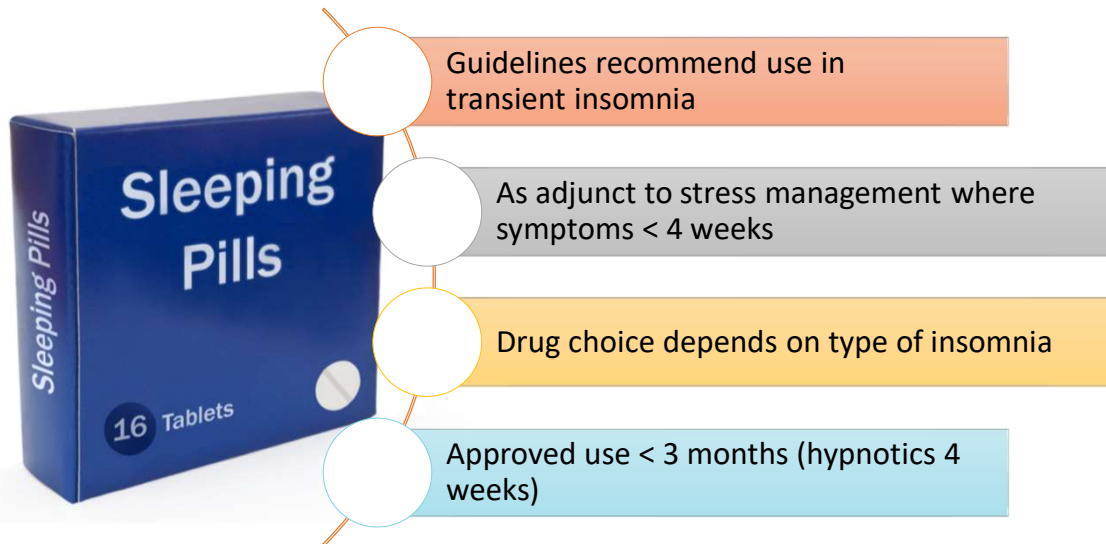 Sleeping Pills
Sleeping
Pills
16 Tablets
Guidelines recommend use in
transient insomnia
As adjunct to stress management where
symptoms < 4 weeks
Drug choice depends on type of insomnia
Approved use < 3 months (hypnotics 4
weeks)